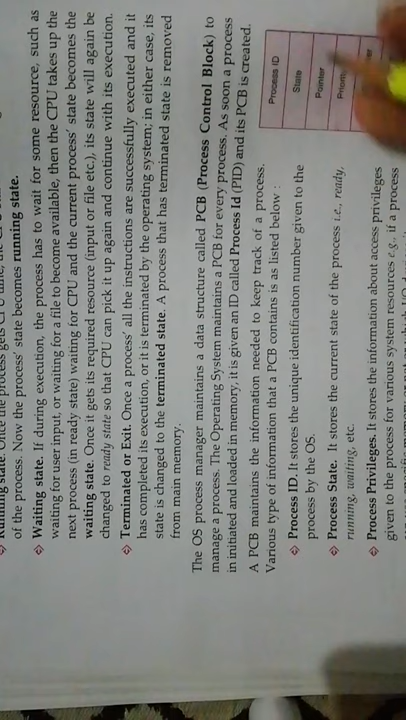 Running state. Once the process gets CPU time, the
of the process. Now the process' state becomes running state.
Waiting state. If during execution, the process has to wait for some resource, such as
waiting for user input, or waiting for a file to become available, then the CPU takes up the
next process (in ready state) waiting for CPU and the current process' state becomes the
waiting state. Once it gets its required resource (input or file etc.), its state will again be
changed to ready state so that CPU can pick it up again and continue with its execution.
Terminated or Exit. Once a process' all the instructions are successfully executed and it
has completed its execution, or it is terminated by the operating system; in either case, its
state is changed to the terminated state. A process that has terminated state is removed
from main memory.
The OS process manager maintains a data structure called PCB (Process Control Block) to
manage a process. The Operating System maintains a PCB for every process. As soon a process
in initiated and loaded in memory, it is given an ID called Process Id (PID) and its PCB is created.
A PCB maintains the information needed to keep track of a process.
Various type of information that a PCB contains is as listed below :
Process ID. It stores the unique identification number given to the
process by the OS.
Process State. It stores the current state of the process i.e., ready,
running, waiting, etc.
Process Privileges. It stores the information about access privileges
given to the process for various system resources e.g., if a process
Process ID
State
Pointer
Priority